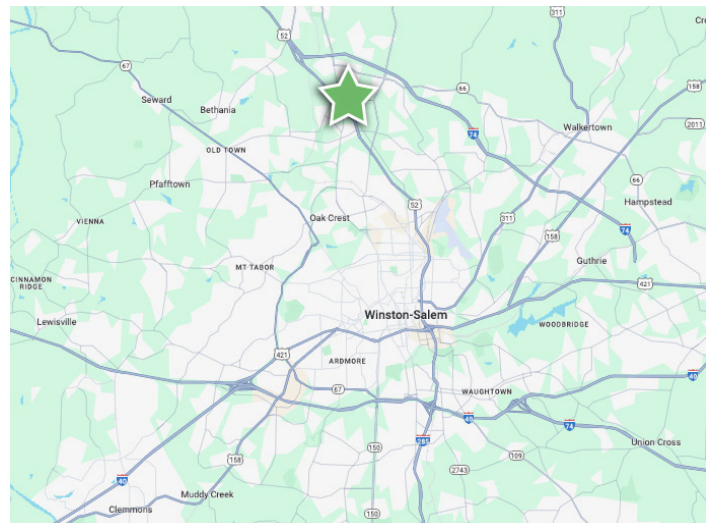 311
Cro
52
67
158
66
Seward
Bethania
74
Walkertown
2011
OLD TOWN
66
Pfafftown
Hampstead
52
Oak Crest
311
VIENNA
74
158
Guthrie
MT TABOR
CINNAMON
RIDGE
421
Winston-Salem
Lewisville
WOODBRIDGE
421
ARDMORE
67
WAUGHTOWN
40
40
74
285
150
Union Cross
158
109
2743
40
Muddy Creek
Clemmons
150